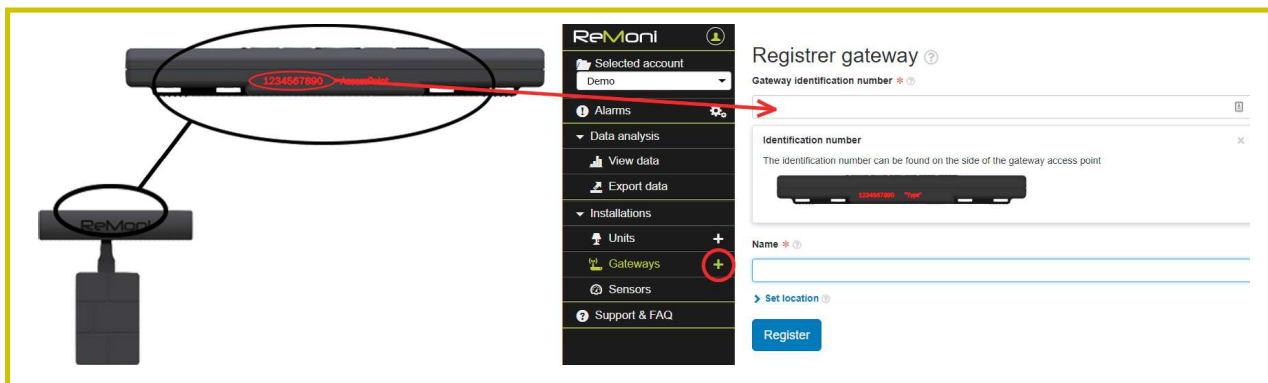 1234567890 AccessPoint
ReMoni
ReMoni
Selected account
Demo
Alarms
Data analysis
View data
Export data
Installations
Units +
Gateways +
Sensors
Support & FAQ
Registrer gateway ?
Gateway identification number * ?
Identification number ×
The identification number can be found on the side of the gateway access point
1234567890 "Type"
Name * ?
Set location ?
Register